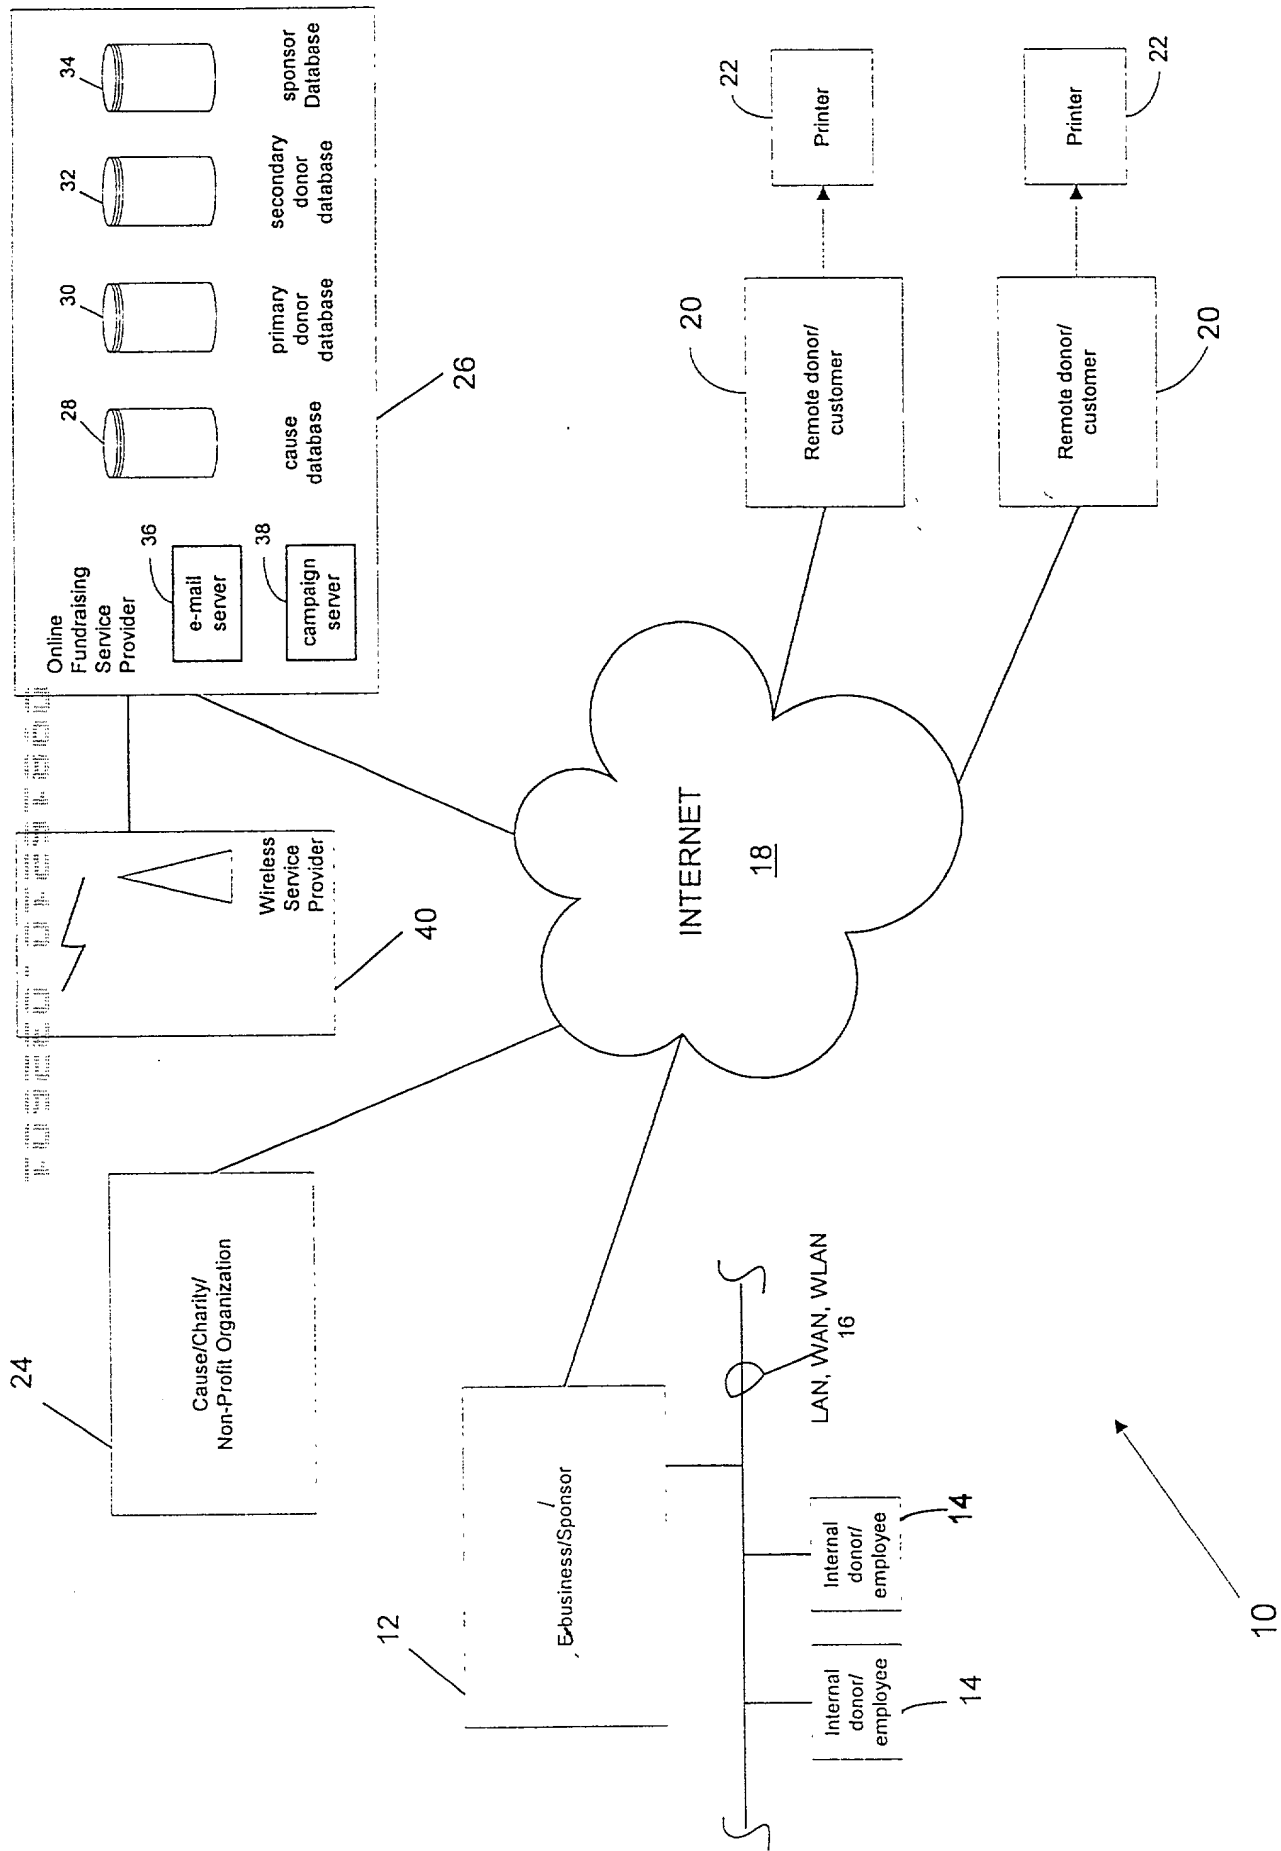 24
Cause/Charity/
Non-Profit Organization
40
Wireless
Service
Provider
Online
Fundraising
Service
Provider
36
e-mail
server
38
campaign
server
28
cause
database
30
primary
donor
database
32
secondary
donor
database
34
sponsor
Database
26
12
E-business/Sponsor
INTERNET
18
20
Remote donor/
customer
22
Printer
20
Remote donor/
customer
22
Printer
LAN, WAN, WLAN
16
Internal
donor/
employee
14
Internal
donor/
employee
14
10